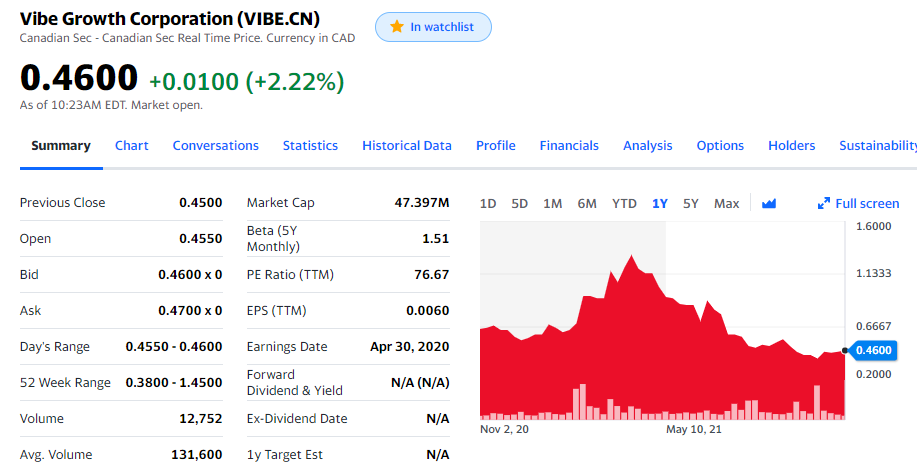 Vibe Growth Corporation (VIBE.CN)
In watchlist
Canadian Sec - Canadian Sec Real Time Price. Currency in CAD
0.4600 +0.0100 (+2.22%)
As of 10:23AM EDT. Market open.
Summary Chart Conversations Statistics Historical Data Profile Financials Analysis Options Holders Sustainability
Previous Close 0.4500
Open 0.4550
Bid 0.4600 x 0
Ask 0.4700 x 0
Day's Range 0.4550 - 0.4600
52 Week Range 0.3800 - 1.4500
Volume 12,752
Avg. Volume 131,600
Market Cap 47.397M
Beta (5Y
Monthly) 1.51
PE Ratio (TTM) 76.67
EPS (TTM) 0.0060
Earnings Date Apr 30, 2020
Forward
Dividend & Yield N/A (N/A)
Ex-Dividend Date N/A
1y Target Est N/A
1D 5D 1M 6M YTD 1Y 5Y Max Full screen
1.6000
1.1333
0.6667
0.4600
0.2000
Nov 2, 20 May 10, 21